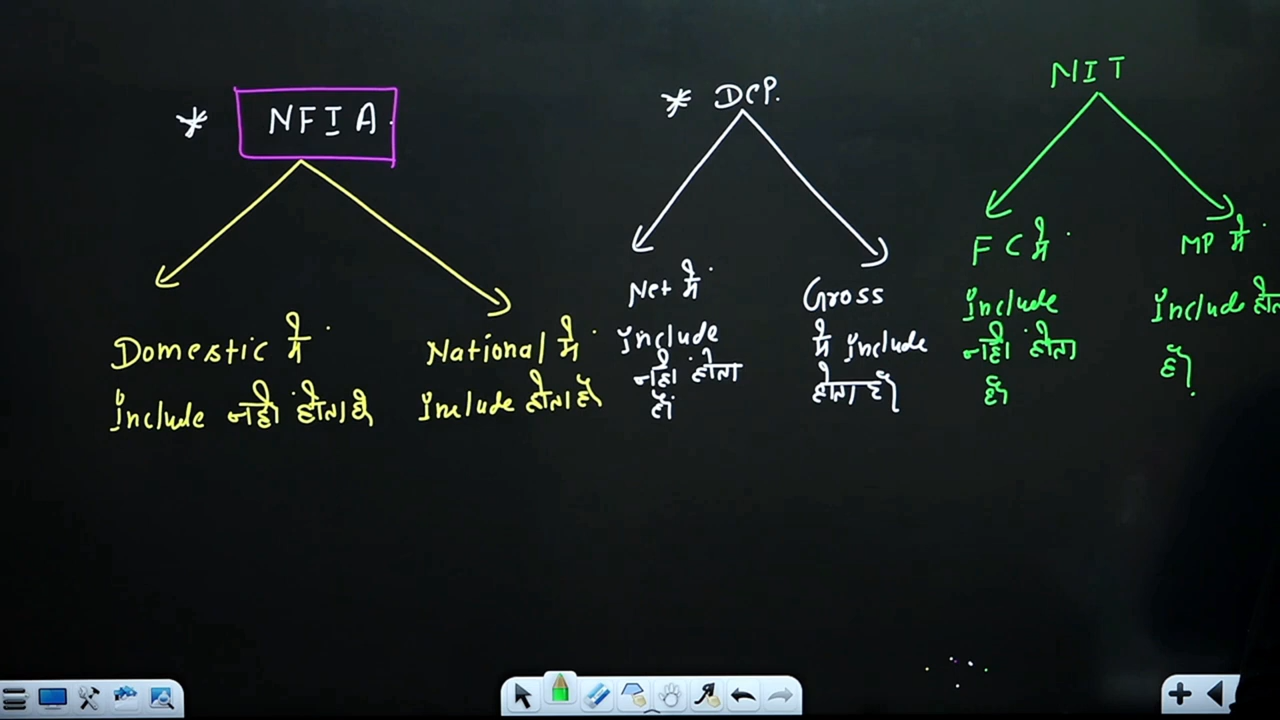 * NFIA.
Domestic में
include नही होता है
National में
Include होता है
* DCP.
Net में
include
नही होता
है
Gross
में include
होता है
NIT
FC में
include
नही होता
है
MP में
include होता
है